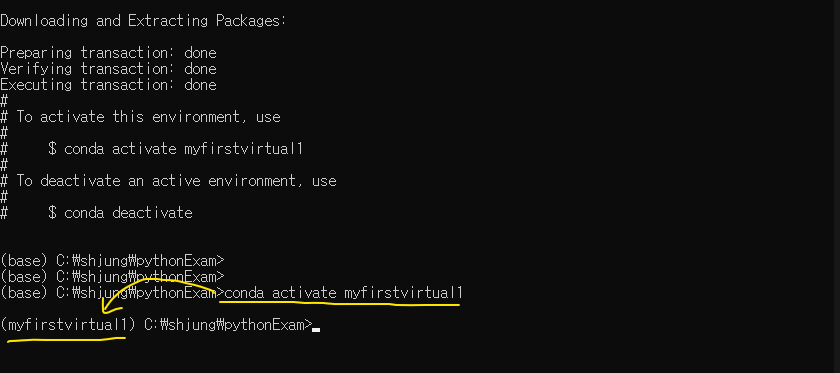 Downloading and Extracting Packages:
Preparing transaction: done
Verifying transaction: done
Executing transaction: done
#
# To activate this environment, use
#
#     $ conda activate myfirstvirtual1
#
# To deactivate an active environment, use
#
#     $ conda deactivate
(base) C:₩shjung₩pythonExam>
(base) C:₩shjung₩pythonExam>
(base) C:₩shjung₩pythonExam>conda activate myfirstvirtual1
(myfirstvirtual1) C:₩shjung₩pythonExam>